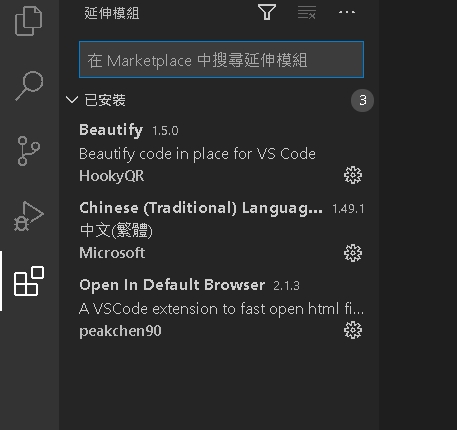 延伸模組
在 Marketplace 中搜尋延伸模組
已安裝 3
Beautify 1.5.0
Beautify code in place for VS Code
HookyQR
Chinese (Traditional) Languag... 1.49.1
中文(繁體)
Microsoft
Open In Default Browser 2.1.3
A VSCode extension to fast open html fi...
peakchen90